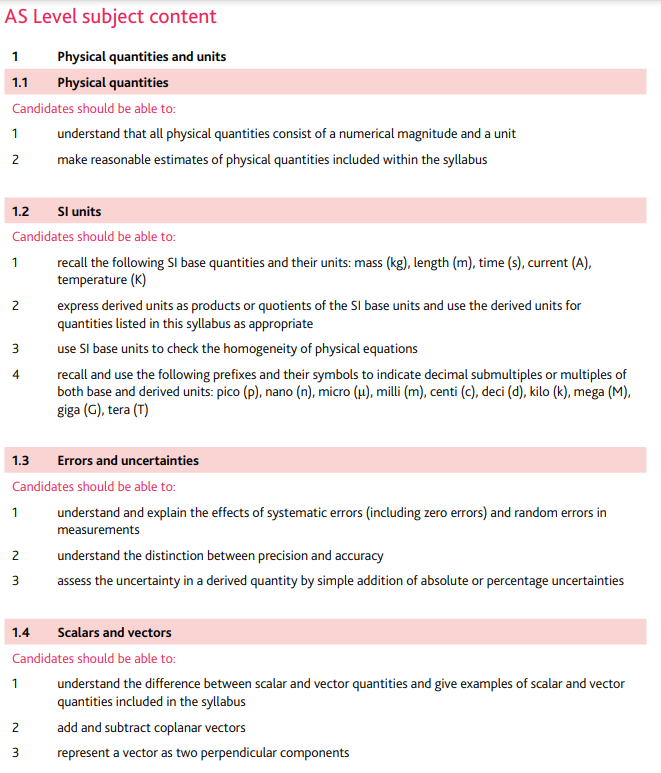 AS Level subject content
1 Physical quantities and units
1.1 Physical quantities
Candidates should be able to:
1 understand that all physical quantities consist of a numerical magnitude and a unit
2 make reasonable estimates of physical quantities included within the syllabus
1.2 SI units
Candidates should be able to:
1 recall the following SI base quantities and their units: mass (kg), length (m), time (s), current (A),
temperature (K)
2 express derived units as products or quotients of the SI base units and use the derived units for
quantities listed in this syllabus as appropriate
3 use SI base units to check the homogeneity of physical equations
4 recall and use the following prefixes and their symbols to indicate decimal submultiples or multiples of
both base and derived units: pico (p), nano (n), micro (μ), milli (m), centi (c), deci (d), kilo (k), mega (M),
giga (G), tera (T)
1.3 Errors and uncertainties
Candidates should be able to:
1 understand and explain the effects of systematic errors (including zero errors) and random errors in
measurements
2 understand the distinction between precision and accuracy
3 assess the uncertainty in a derived quantity by simple addition of absolute or percentage uncertainties
1.4 Scalars and vectors
Candidates should be able to:
1 understand the difference between scalar and vector quantities and give examples of scalar and vector
quantities included in the syllabus
2 add and subtract coplanar vectors
3 represent a vector as two perpendicular components